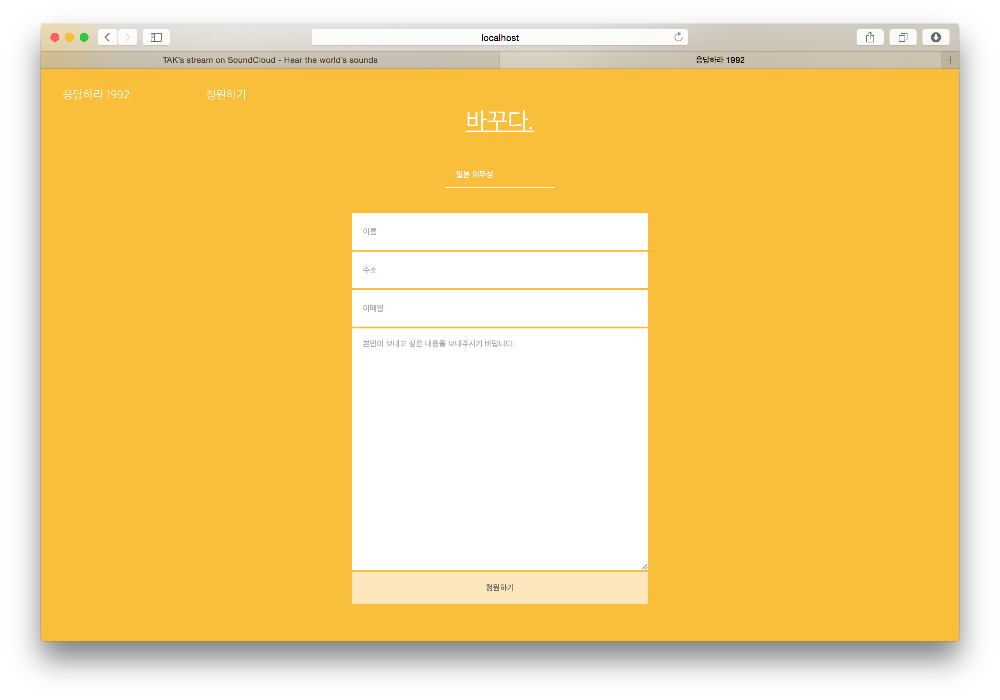 localhost
TAK’s stream on SoundCloud - Hear the world’s sounds
응답하라 1992
응답하라 1992
청원하기
바꾸다.
일본 외무성
이름
주소
이메일
본인이 보내고 싶은 내용을 보내주시기 바랍니다.
청원하기